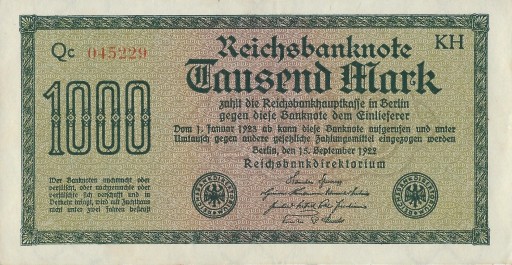 Qc 045229
KH
Reichsbanknote
Tausend Mark
1000
zahlt die Reichsbankhauptkasse in Berlin
gegen diese Banknote dem Einlieferer
Vom 1. Januar 1923 ab kann diese Banknote aufgerufen und unter
Umtausch gegen andere gesetzliche Zahlungsmittel eingezogen werden
Berlin, den 15. September 1922
Reichsbankdirektorium
Wer Banknoten nachmacht oder
verfälscht, oder nachgemachte oder
verfälschte sich verschafft und in
Verkehr bringt, wird mit Zuchthaus
nicht unter zwei Jahren bestraft